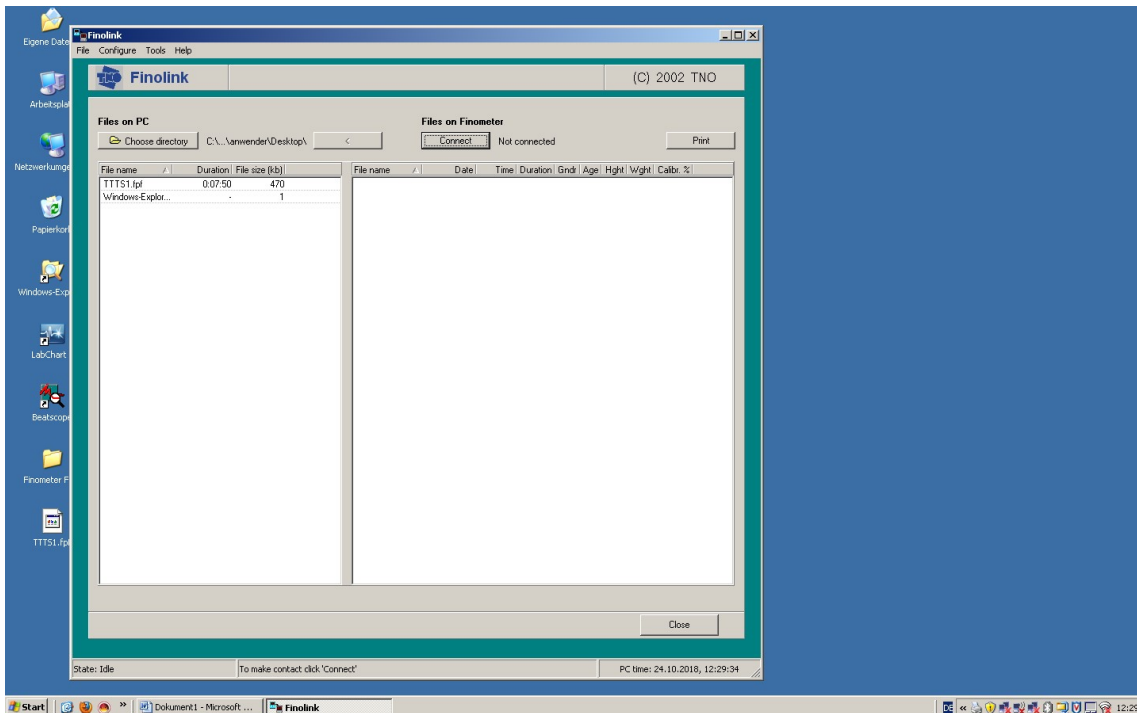 Eigene Date
Finolink
File Configure Tools Help
TNO Finolink (C) 2002 TNO
Arbeitspla
Files on PC Files on Finometer
Choose directory C:\...\anwender\Desktop\ < Connect Not connected Print
Netzwerkumge
File name Duration File size (kb) File name Date Time Duration Gndr Age Hght Wght Calibr. %
TTTS1.fpf 0:07:50 470
Windows-Explor... - 1
Papierkorl
Windows-Exp
LabChart
Beatscope
Finometer F
TTTS1.fpf
Close
State: Idle To make contact click 'Connect' PC time: 24.10.2018, 12:29:34
Start » Dokument1 - Microsoft ... Finolink DE « 12:29